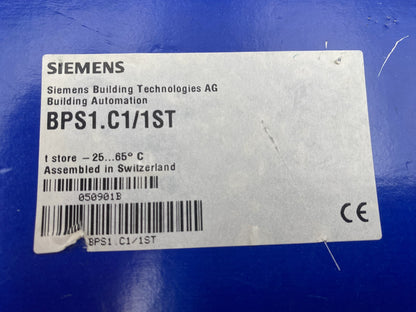 SIEMENS
Siemens Building Technologies AG
Building Automation
BPS1.C1/1ST
t store -25...65° C
Assembled in Switzerland
050901B
BPS1.C1/1ST
CE